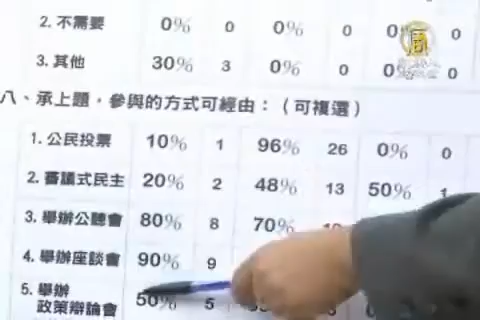 2. 不需要 0% 0 0% 0 0
3. 其他 30% 3 0% 0 0
八、承上題，參與的方式可經由：（可複選）
1. 公民投票 10% 1 96% 26 0% 0
2. 審議式民主 20% 2 48% 13 50% 1
3. 舉辦公聽會 80% 8 70%
4. 舉辦座談會 90% 9
5. 舉辦
政策辯論會 50% 5